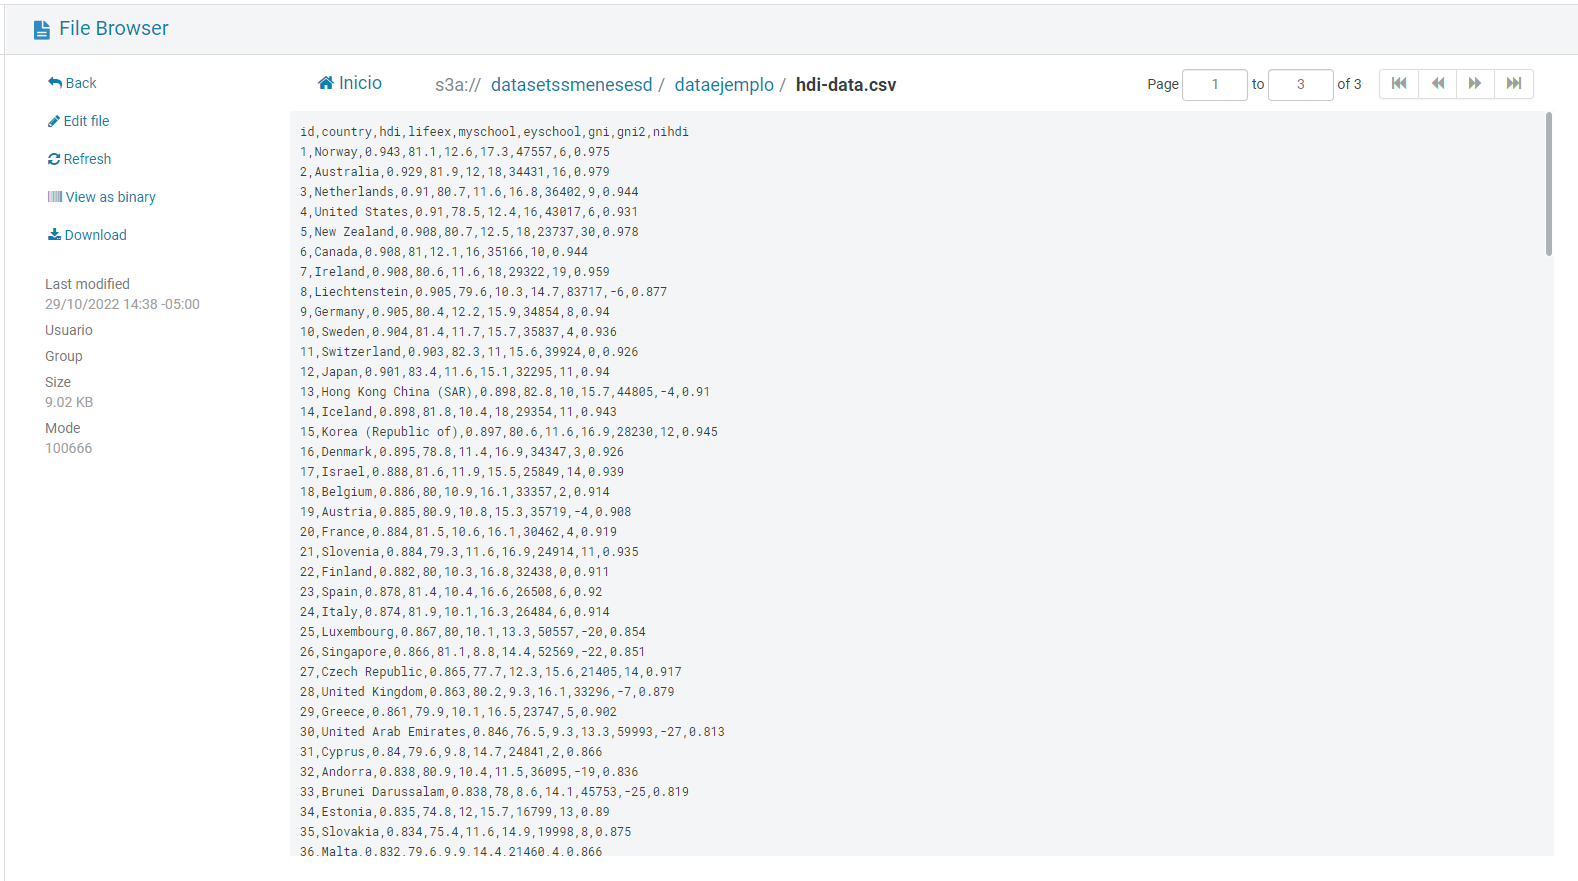 File Browser
Back
Edit file
Refresh
View as binary
Download
Last modified
29/10/2022 14:38 -05:00
Usuario
Group
Size
9.02 KB
Mode
100666
Inicio s3a:// datasetssmenesesd / dataejemplo / hdi-data.csv Page 1 to 3 of 3
id,country,hdi,lifeex,myschool,eyschool,gni,gni2,nihdi
1,Norway,0.943,81.1,12.6,17.3,47557,6,0.975
2,Australia,0.929,81.9,12,18,34431,16,0.979
3,Netherlands,0.91,80.7,11.6,16.8,36402,9,0.944
4,United States,0.91,78.5,12.4,16,43017,6,0.931
5,New Zealand,0.908,80.7,12.5,18,23737,30,0.978
6,Canada,0.908,81,12.1,16,35166,10,0.944
7,Ireland,0.908,80.6,11.6,18,29322,19,0.959
8,Liechtenstein,0.905,79.6,10.3,14.7,83717,-6,0.877
9,Germany,0.905,80.4,12.2,15.9,34854,8,0.94
10,Sweden,0.904,81.4,11.7,15.7,35837,4,0.936
11,Switzerland,0.903,82.3,11,15.6,39924,0,0.926
12,Japan,0.901,83.4,11.6,15.1,32295,11,0.94
13,Hong Kong China (SAR),0.898,82.8,10,15.7,44805,-4,0.91
14,Iceland,0.898,81.8,10.4,18,29354,11,0.943
15,Korea (Republic of),0.897,80.6,11.6,16.9,28230,12,0.945
16,Denmark,0.895,78.8,11.4,16.9,34347,3,0.926
17,Israel,0.888,81.6,11.9,15.5,25849,14,0.939
18,Belgium,0.886,80,10.9,16.1,33357,2,0.914
19,Austria,0.885,80.9,10.8,15.3,35719,-4,0.908
20,France,0.884,81.5,10.6,16.1,30462,4,0.919
21,Slovenia,0.884,79.3,11.6,16.9,24914,11,0.935
22,Finland,0.882,80,10.3,16.8,32438,0,0.911
23,Spain,0.878,81.4,10.4,16.6,26508,6,0.92
24,Italy,0.874,81.9,10.1,16.3,26484,6,0.914
25,Luxembourg,0.867,80,10.1,13.3,50557,-20,0.854
26,Singapore,0.866,81.1,8.8,14.4,52569,-22,0.851
27,Czech Republic,0.865,77.7,12.3,15.6,21405,14,0.917
28,United Kingdom,0.863,80.2,9.3,16.1,33296,-7,0.879
29,Greece,0.861,79.9,10.1,16.5,23747,5,0.902
30,United Arab Emirates,0.846,76.5,9.3,13.3,59993,-27,0.813
31,Cyprus,0.84,79.6,9.8,14.7,24841,2,0.866
32,Andorra,0.838,80.9,10.4,11.5,36095,-19,0.836
33,Brunei Darussalam,0.838,78,8.6,14.1,45753,-25,0.819
34,Estonia,0.835,74.8,12,15.7,16799,13,0.89
35,Slovakia,0.834,75.4,11.6,14.9,19998,8,0.875
36,Malta,0.832,79.6,9.9,14.4,21460,4,0.866